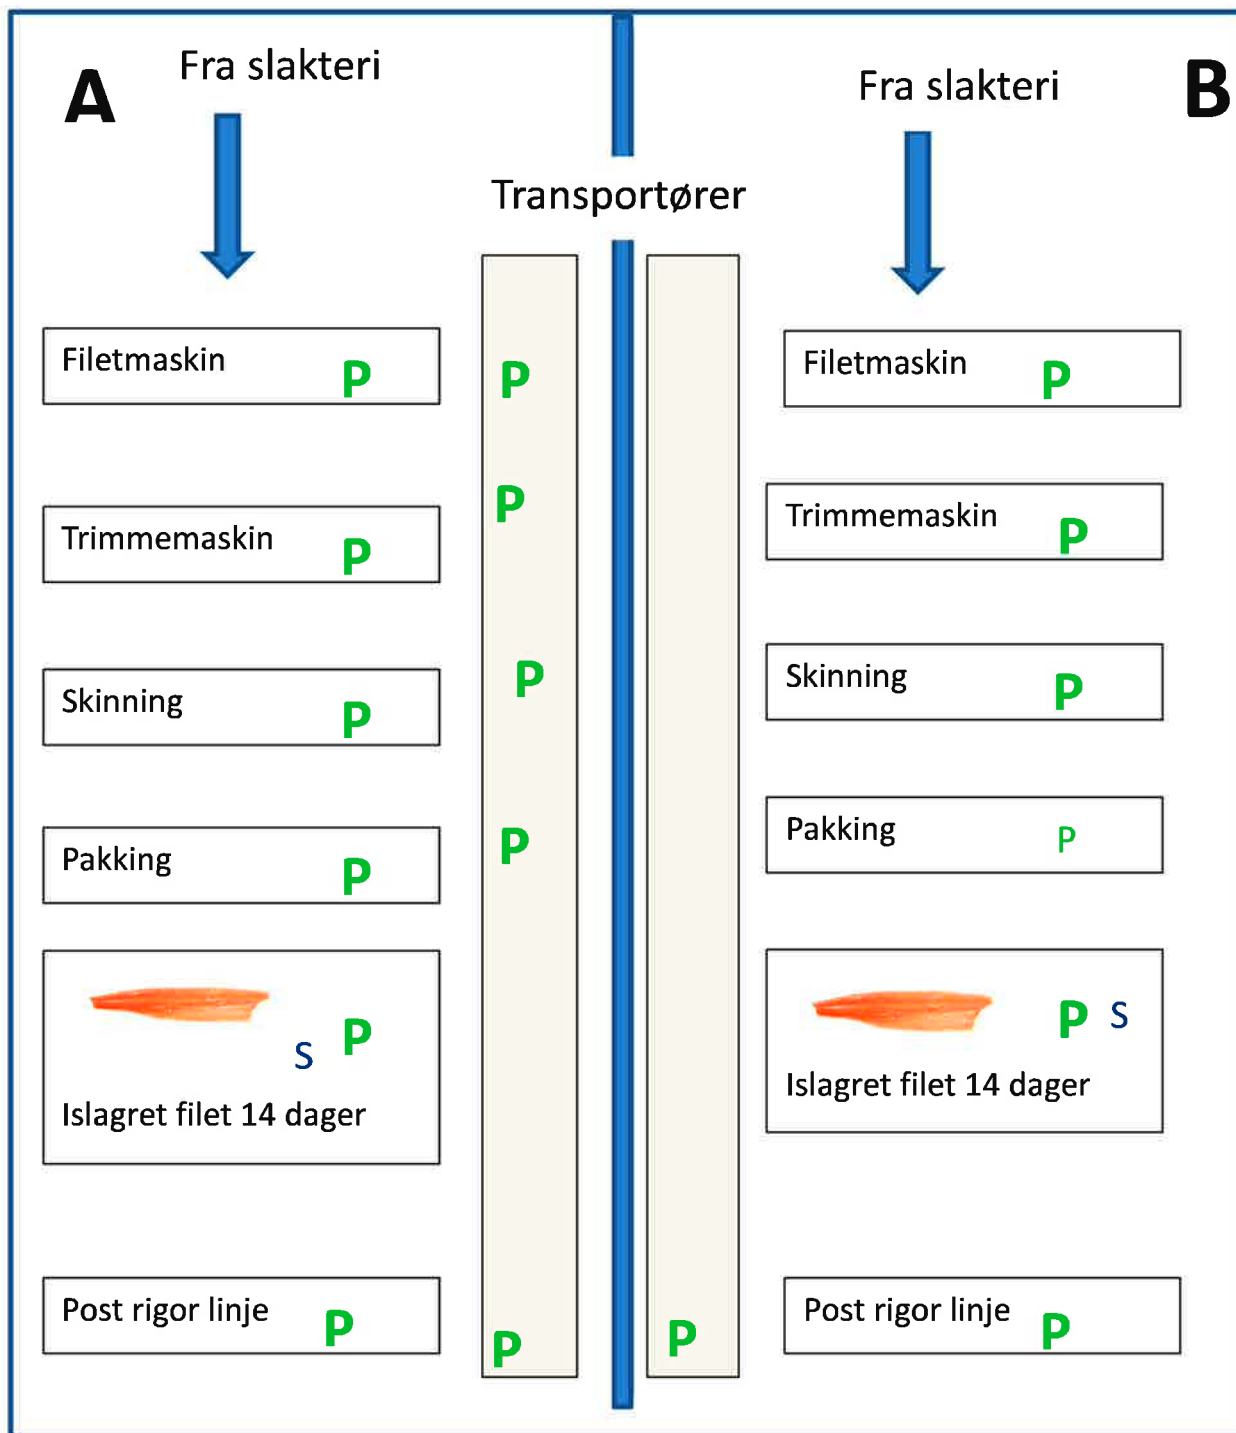 A
Fra slakteri
Fra slakteri
B
Transportører
Filetmaskin P
P
Filetmaskin P
P
Trimmemaskin P
Trimmemaskin P
Skinning P
P
Skinning P
Pakking P
P
Pakking P
S P
Islagret filet 14 dager
P S
Islagret filet 14 dager
Post rigor linje P
P
P
Post rigor linje P